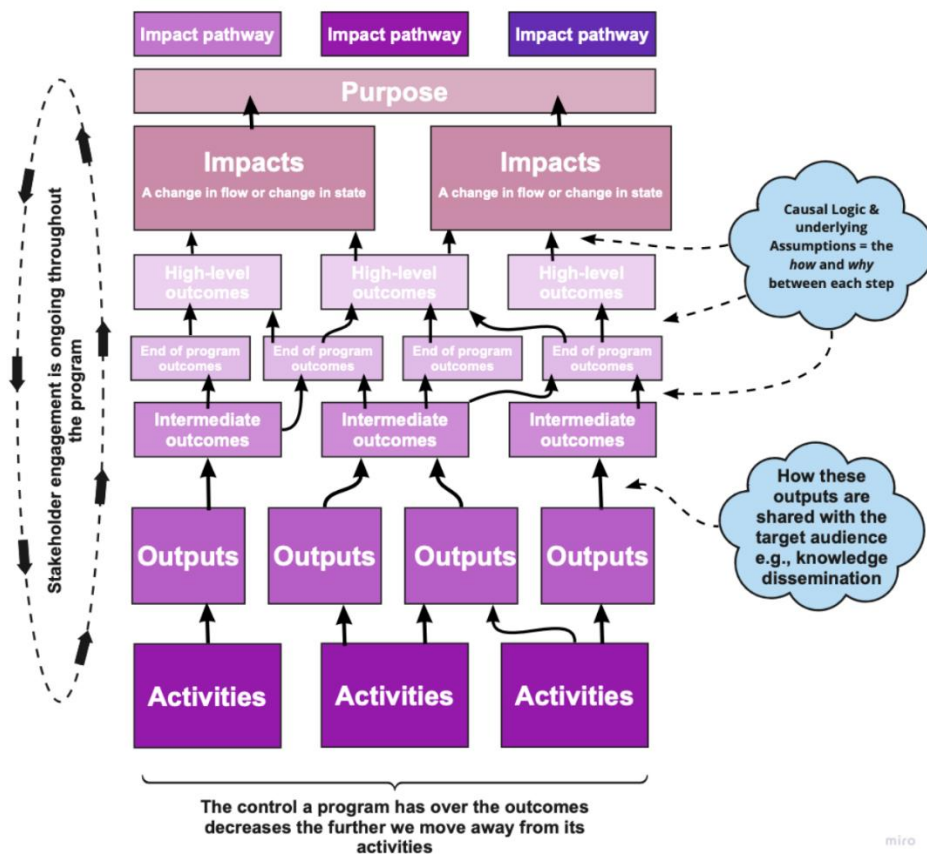 Impact pathway
Impact pathway
Impact pathway
Purpose
Impacts
A change in flow or change in state
Impacts
A change in flow or change in state
High-level
outcomes
High-level
outcomes
High-level
outcomes
End of program
outcomes
End of program
outcomes
End of program
outcomes
End of program
outcomes
Intermediate
outcomes
Intermediate
outcomes
Intermediate
outcomes
Outputs
Outputs
Outputs
Outputs
Activities
Activities
Activities
Stakeholder engagement is ongoing throughout
the program
Causal Logic &
underlying
Assumptions = the
how and why
between each step
How these
outputs are
shared with the
target audience
e.g., knowledge
dissemination
The control a program has over the outcomes
decreases the further we move away from its
activities
miro